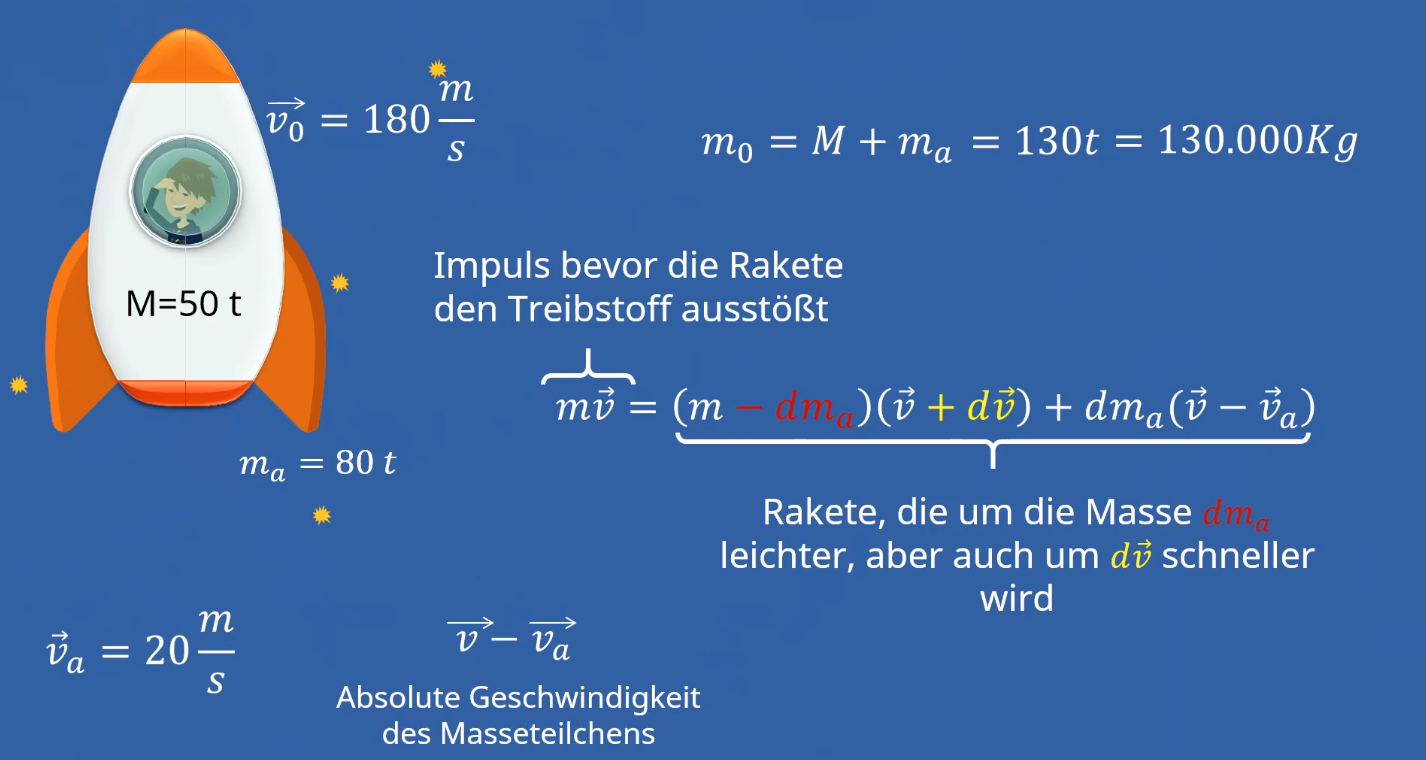 $\overrightarrow{v_0} = 180 \frac{m}{s}$
$m_0 = M + m_a = 130t = 130.000Kg$
Impuls bevor die Rakete
den Treibstoff ausstößt
M=50 t
$m\vec{v} = (m - dm_a)(\vec{v} + d\vec{v}) + dm_a(\vec{v} - \vec{v}_a)$
$m_a = 80\ t$
Rakete, die um die Masse $dm_a$
leichter, aber auch um $d\vec{v}$ schneller
wird
$\vec{v}_a = 20 \frac{m}{s}$
$\overrightarrow{v} - \overrightarrow{v_a}$
Absolute Geschwindigkeit
des Masseteilchens